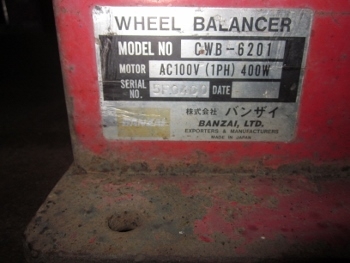 WHEEL BALANCER
MODEL NO CWB-6201
MOTOR AC100V (1PH) 400W
SERIAL NO. DATE
株式会社 バンザイ
BANZAI, LTD.
EXPORTERS & MANUFACTURERS
MADE IN JAPAN